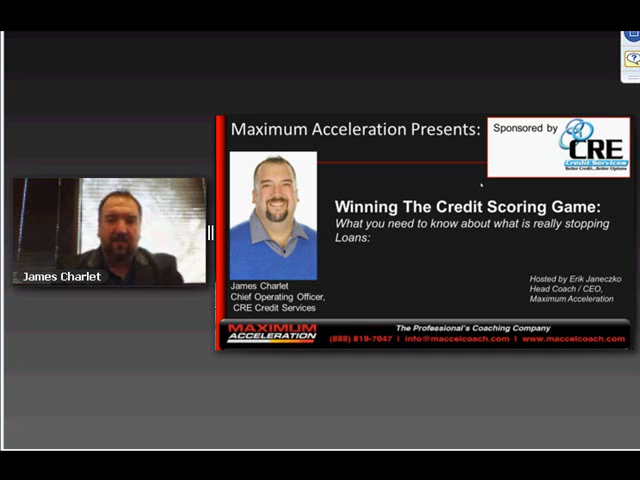 Maximum Acceleration Presents:
Sponsored by
CRE
Credit Services
Better Credit...Better Options
Winning The Credit Scoring Game:
What you need to know about what is really stopping
Loans:
James Charlet
James Charlet
Chief Operating Officer,
CRE Credit Services
Hosted by Erik Janeczko
Head Coach / CEO,
Maximum Acceleration
MAXIMUM
ACCELERATION
The Professional's Coaching Company
(888) 819-7047 | info@maccelcoach.com | www.maccelcoach.com